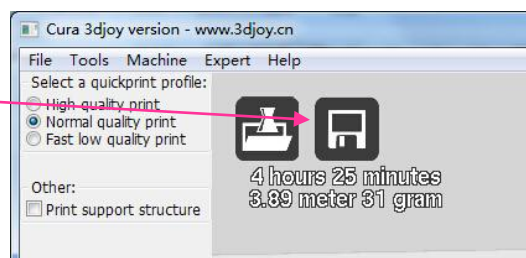 Cura 3djoy version - www.3djoy.cn
File Tools Machine Expert Help
Select a quickprint profile:
High quality print
Normal quality print
Fast low quality print
Other:
Print support structure
4 hours 25 minutes
3.89 meter 31 gram